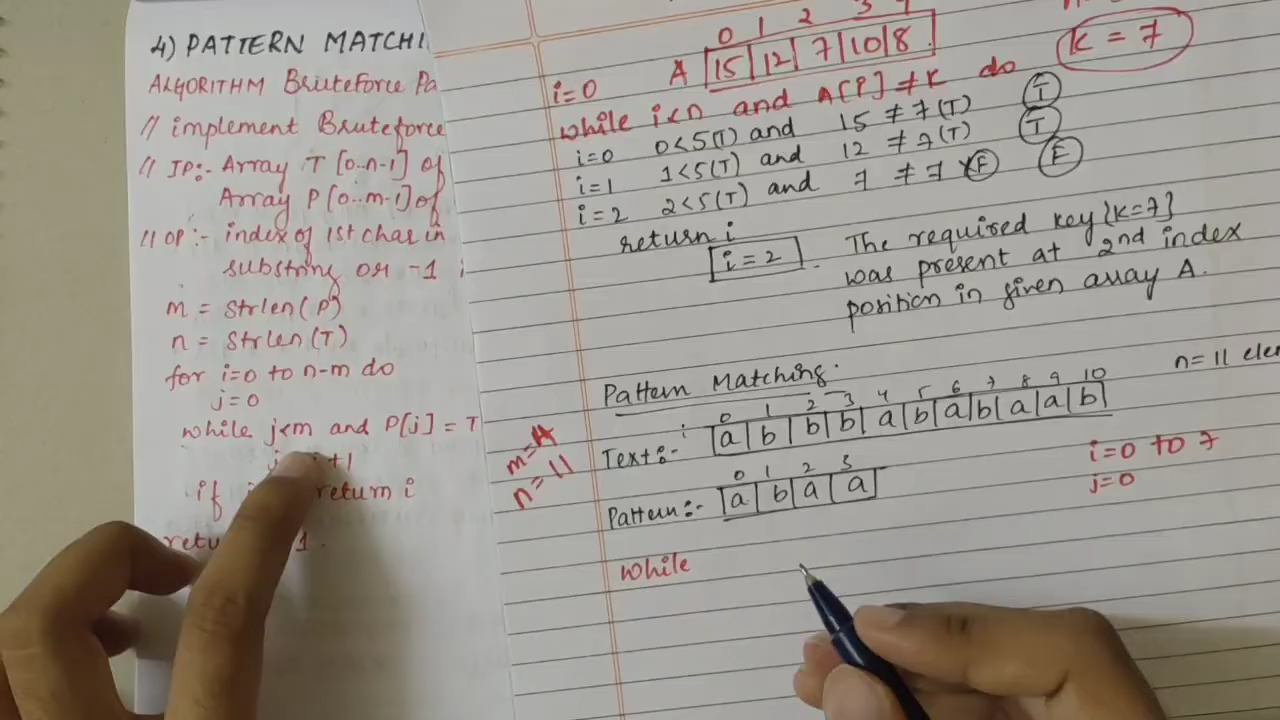 4) PATTERN MATCHI
ALGORITHM Bruteforce Pa
// implement Bruteforce
// IP:- Array T [0..n-1] of
Array P[0..m-1] of
// OP:- index of 1st char in
substring or -1 i
m = strlen(P)
n = strlen(T)
for i=0 to n-m do
j=0
while j<m and P[j] = T
if return i
1.
0 1 2 3 4
A 15 12 7 10 8
k = 7
i=0
while i<n and A[P] ≠ K do
i=0 0<5(T) and 15 ≠ 7(T) T
i=1 1<5(T) and 12 ≠ 7(T) T
i=2 2<5(T) and 7 ≠ 7 F F
return i
i = 2
The required key {k=7}
was present at 2nd index
position in given array A.
Pattern Matching.
n = 11 elem
0 1 2 3 4 5 6 7 8 9 10
Text:- a b b b a b a b a a b
m=4
n=11
0 1 2 3
Pattern:- a b a a
i=0 to 7
j=0
while